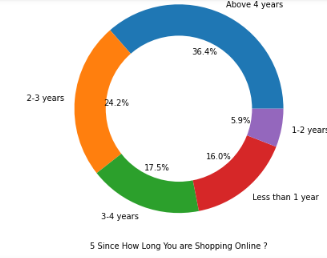 Above 4 years
36.4%
2-3 years
24.2%
5.9%
1-2 years
17.5%
16.0%
Less than 1 year
3-4 years
5 Since How Long You are Shopping Online ?